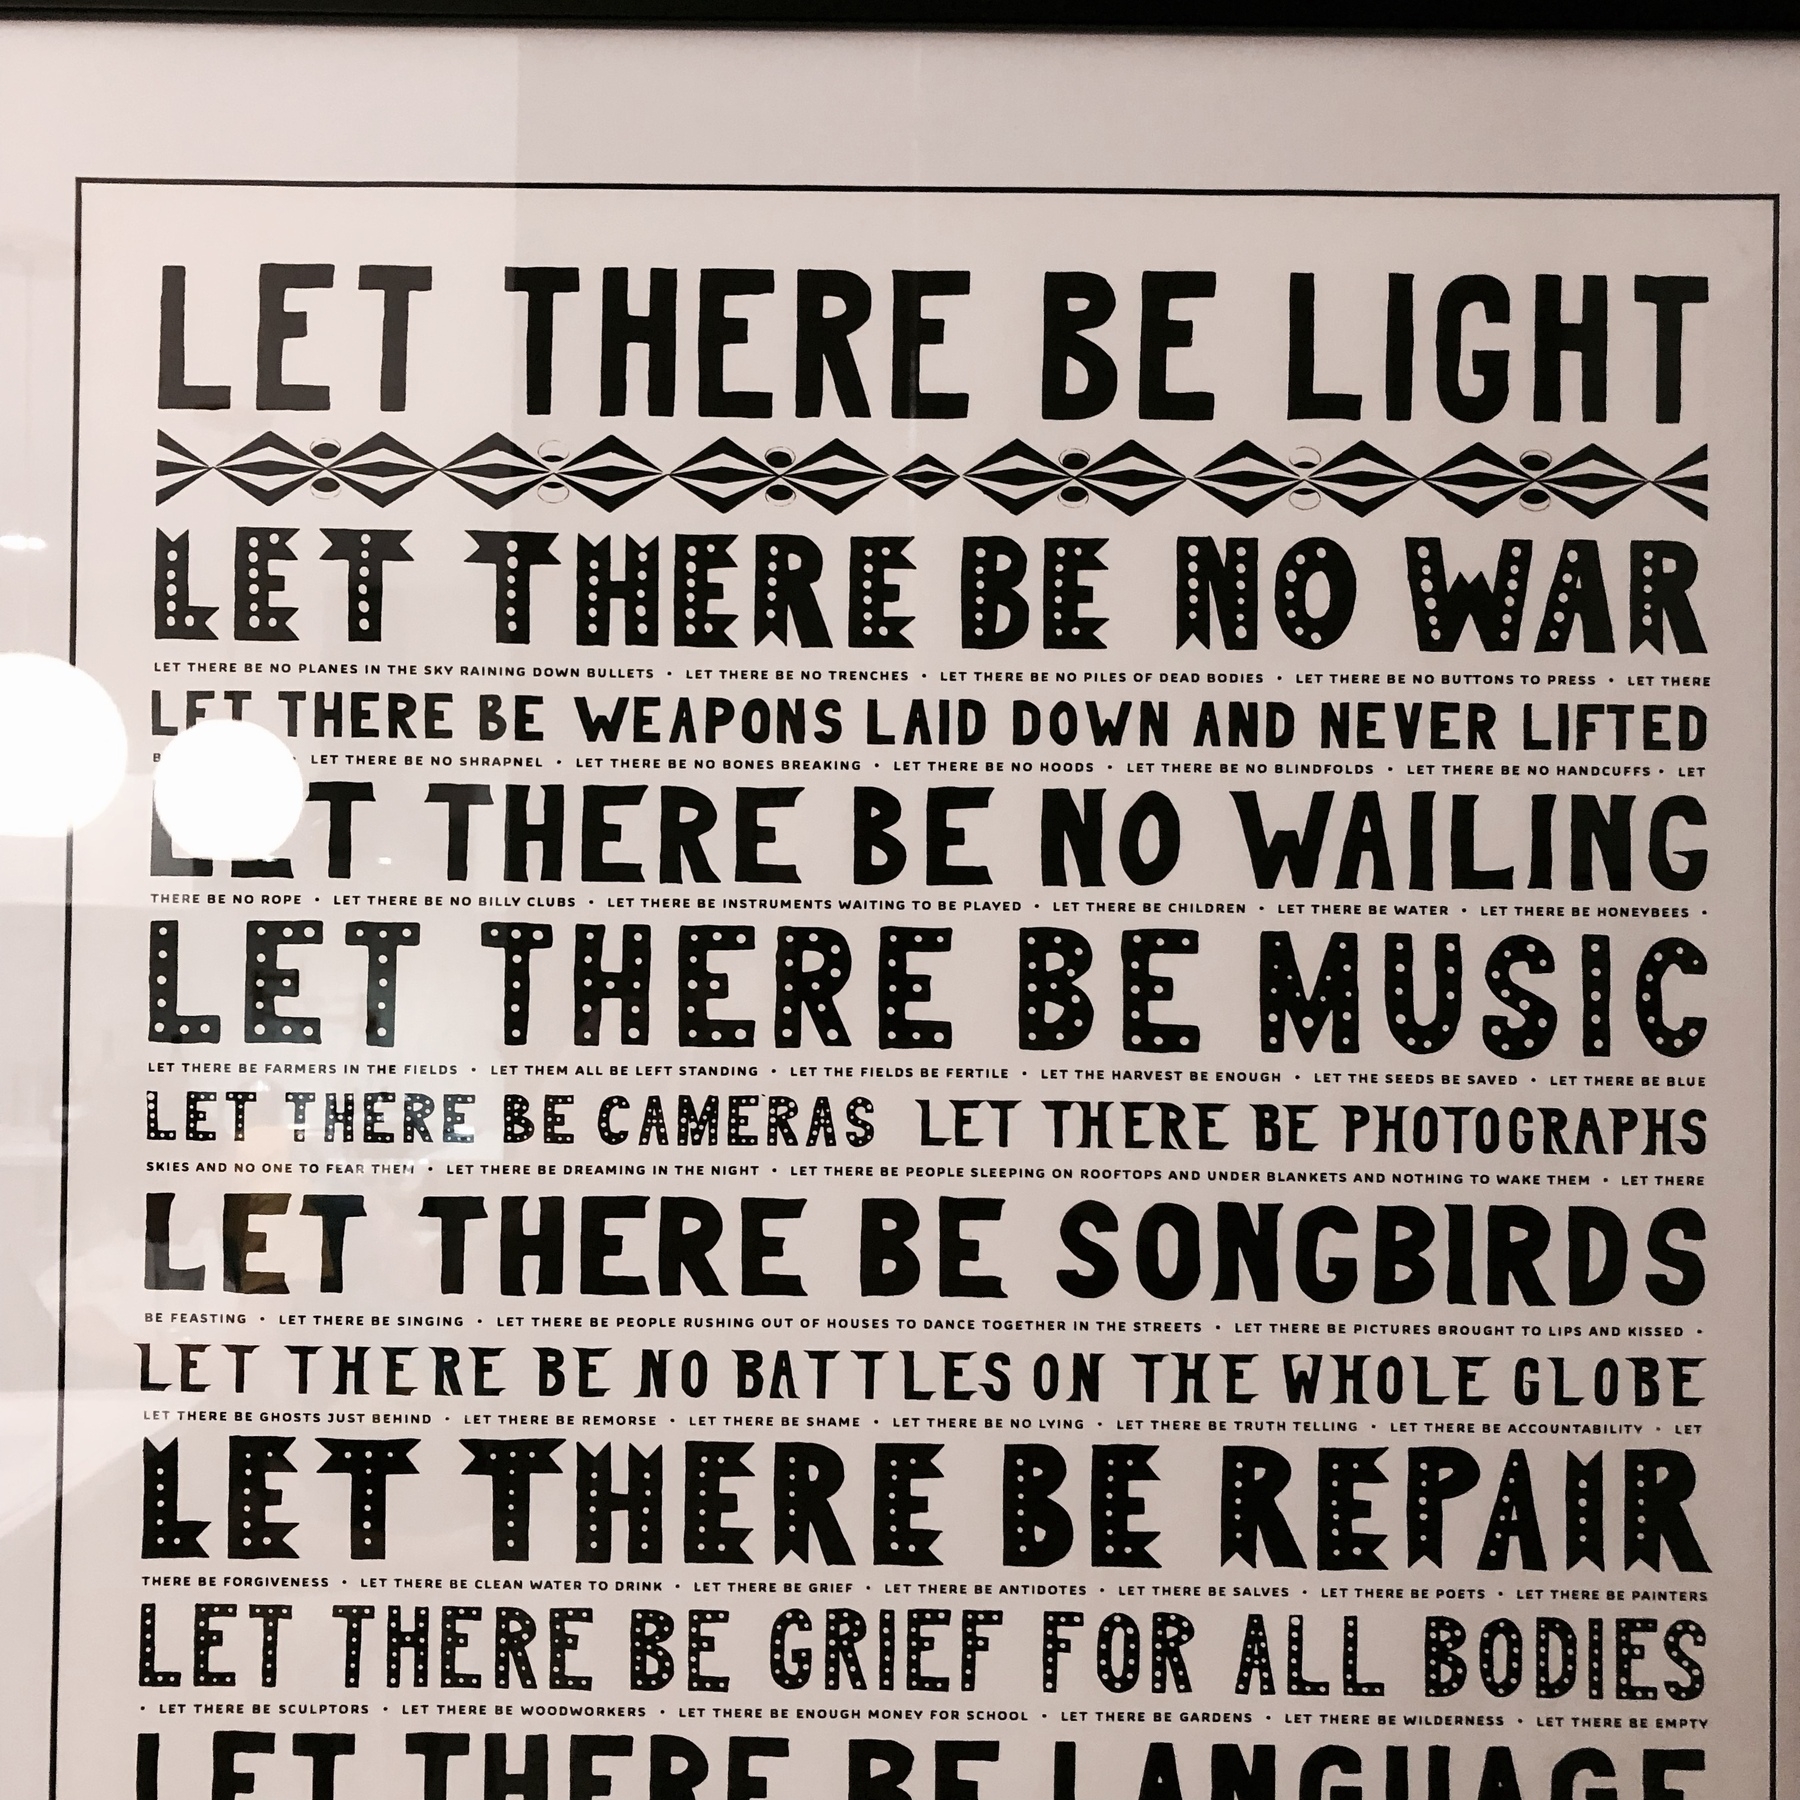 LET THERE BE LIGHT
LET THERE BE NO WAR
LET THERE BE NO PLANES IN THE SKY RAINING DOWN BULLETS • LET THERE BE NO TRENCHES • LET THERE BE NO PILES OF DEAD BODIES • LET THERE BE NO BUTTONS TO PRESS • LET THERE
LET THERE BE WEAPONS LAID DOWN AND NEVER LIFTED
• LET THERE BE NO SHRAPNEL • LET THERE BE NO BONES BREAKING • LET THERE BE NO HOODS • LET THERE BE NO BLINDFOLDS • LET THERE BE NO HANDCUFFS • LET
LET THERE BE NO WAILING
THERE BE NO ROPE • LET THERE BE NO BILLY CLUBS • LET THERE BE INSTRUMENTS WAITING TO BE PLAYED • LET THERE BE CHILDREN • LET THERE BE WATER • LET THERE BE HONEYBEES •
LET THERE BE MUSIC
LET THERE BE FARMERS IN THE FIELDS • LET THEM ALL BE LEFT STANDING • LET THE FIELDS BE FERTILE • LET THE HARVEST BE ENOUGH • LET THE SEEDS BE SAVED • LET THERE BE BLUE
LET THERE BE CAMERAS LET THERE BE PHOTOGRAPHS
SKIES AND NO ONE TO FEAR THEM • LET THERE BE DREAMING IN THE NIGHT • LET THERE BE PEOPLE SLEEPING ON ROOFTOPS AND UNDER BLANKETS AND NOTHING TO WAKE THEM • LET THERE
LET THERE BE SONGBIRDS
BE FEASTING • LET THERE BE SINGING • LET THERE BE PEOPLE RUSHING OUT OF HOUSES TO DANCE TOGETHER IN THE STREETS • LET THERE BE PICTURES BROUGHT TO LIPS AND KISSED •
LET THERE BE NO BATTLES ON THE WHOLE GLOBE
LET THERE BE GHOSTS JUST BEHIND • LET THERE BE REMORSE • LET THERE BE SHAME • LET THERE BE NO LYING • LET THERE BE TRUTH TELLING • LET THERE BE ACCOUNTABILITY • LET
LET THERE BE REPAIR
THERE BE FORGIVENESS • LET THERE BE CLEAN WATER TO DRINK • LET THERE BE GRIEF • LET THERE BE ANTIDOTES • LET THERE BE SALVES • LET THERE BE POETS • LET THERE BE PAINTERS
LET THERE BE GRIEF FOR ALL BODIES
• LET THERE BE SCULPTORS • LET THERE BE WOODWORKERS • LET THERE BE ENOUGH MONEY FOR SCHOOL • LET THERE BE GARDENS • LET THERE BE WILDERNESS • LET THERE BE EMPTY
LET THERE BE LANGUAGE